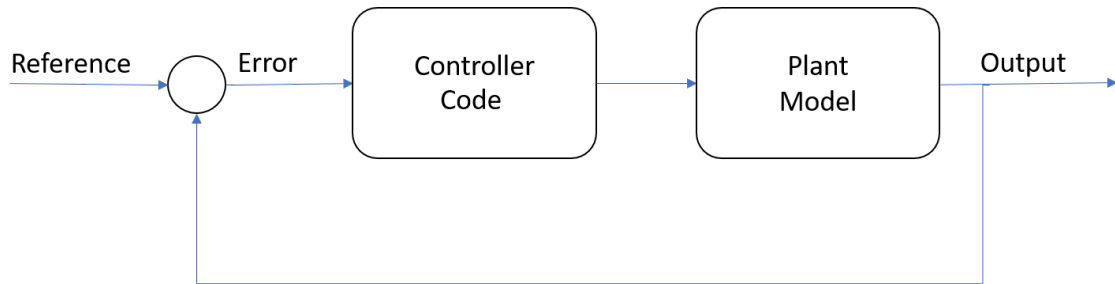 Reference
Error
Controller
Code
Plant
Model
Output